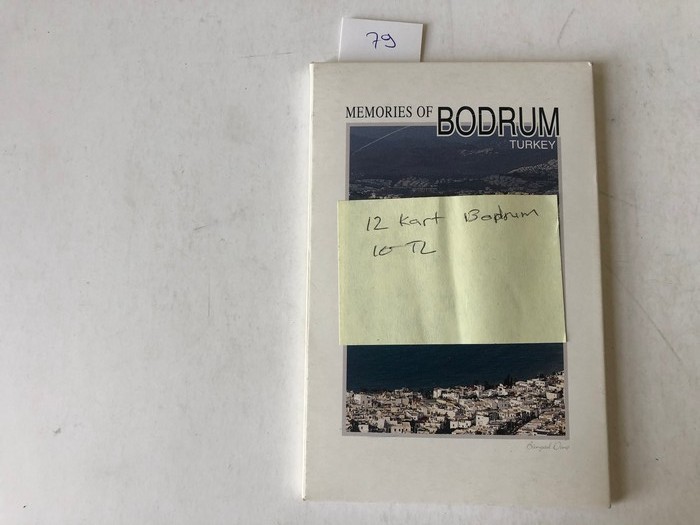 79
MEMORIES OF BODRUM
TURKEY
12 Kart Bodrum
10 TL